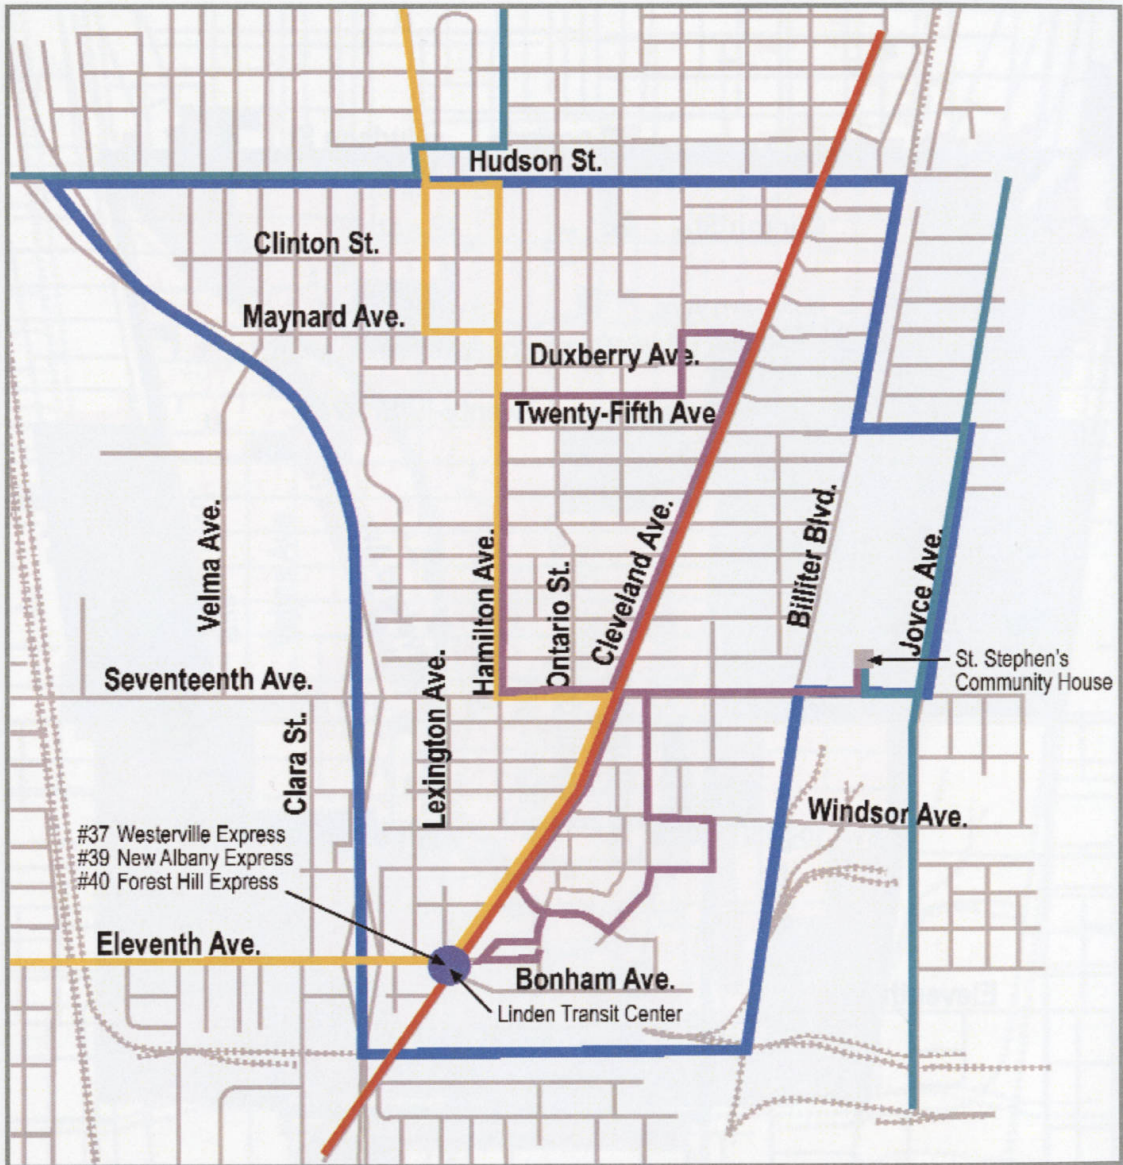 Hudson St.
Clinton St.
Maynard Ave.
Duxberry Ave.
Twenty-Fifth Ave
Velma Ave.
Hamilton Ave.
Ontario St.
Cleveland Ave.
Billiter Blvd.
Joyce Ave.
St. Stephen's
Community House
Seventeenth Ave.
Clara St.
Lexington Ave.
Windsor Ave.
#37 Westerville Express
#39 New Albany Express
#40 Forest Hill Express
Eleventh Ave.
Bonham Ave.
Linden Transit Center